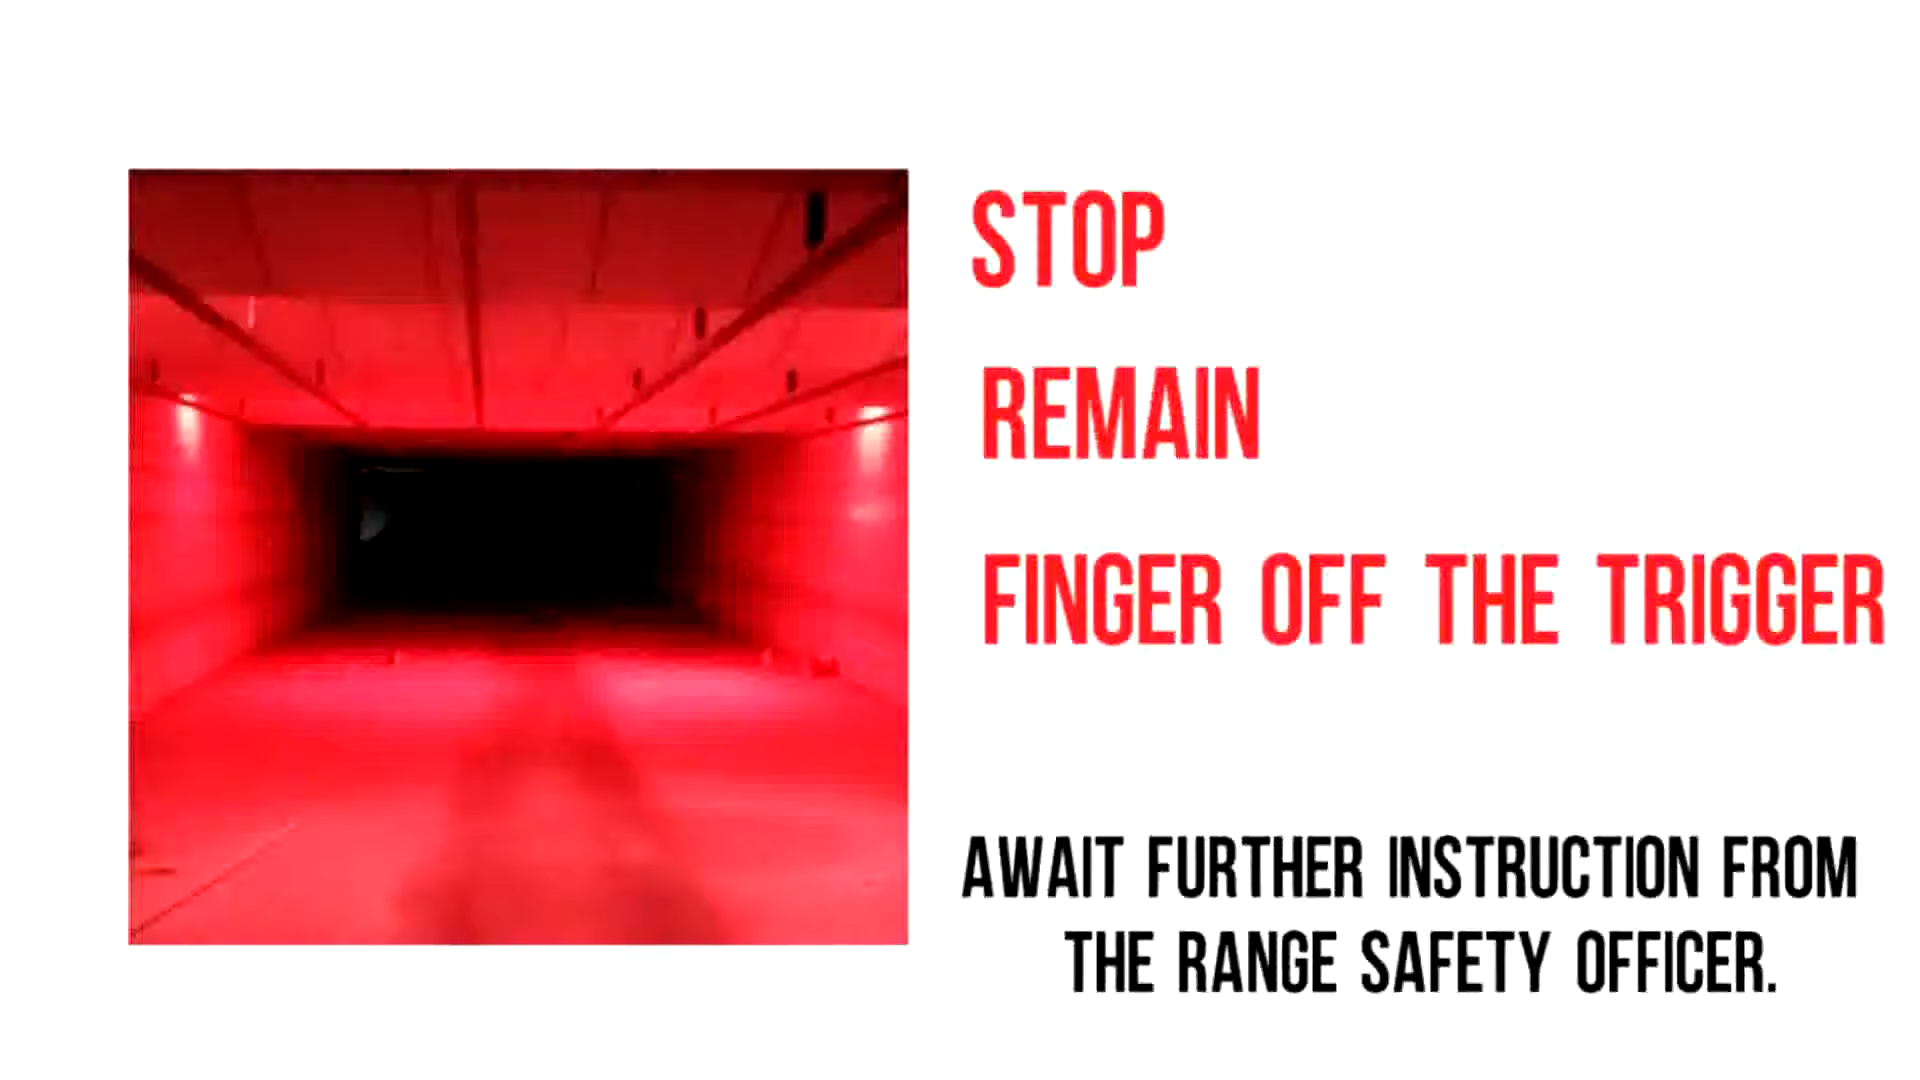 STOP
REMAIN
FINGER OFF THE TRIGGER
AWAIT FURTHER INSTRUCTION FROM
THE RANGE SAFETY OFFICER.